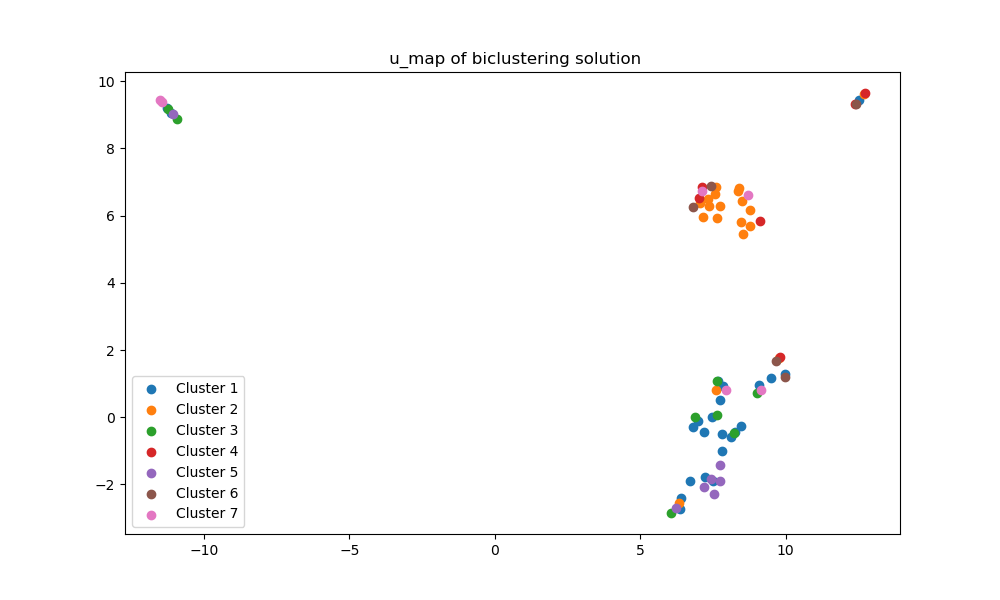 u_map of biclustering solution
10
8
6
4
2
0
−2
Cluster 1
Cluster 2
Cluster 3
Cluster 4
Cluster 5
Cluster 6
Cluster 7
−10
−5
0
5
10